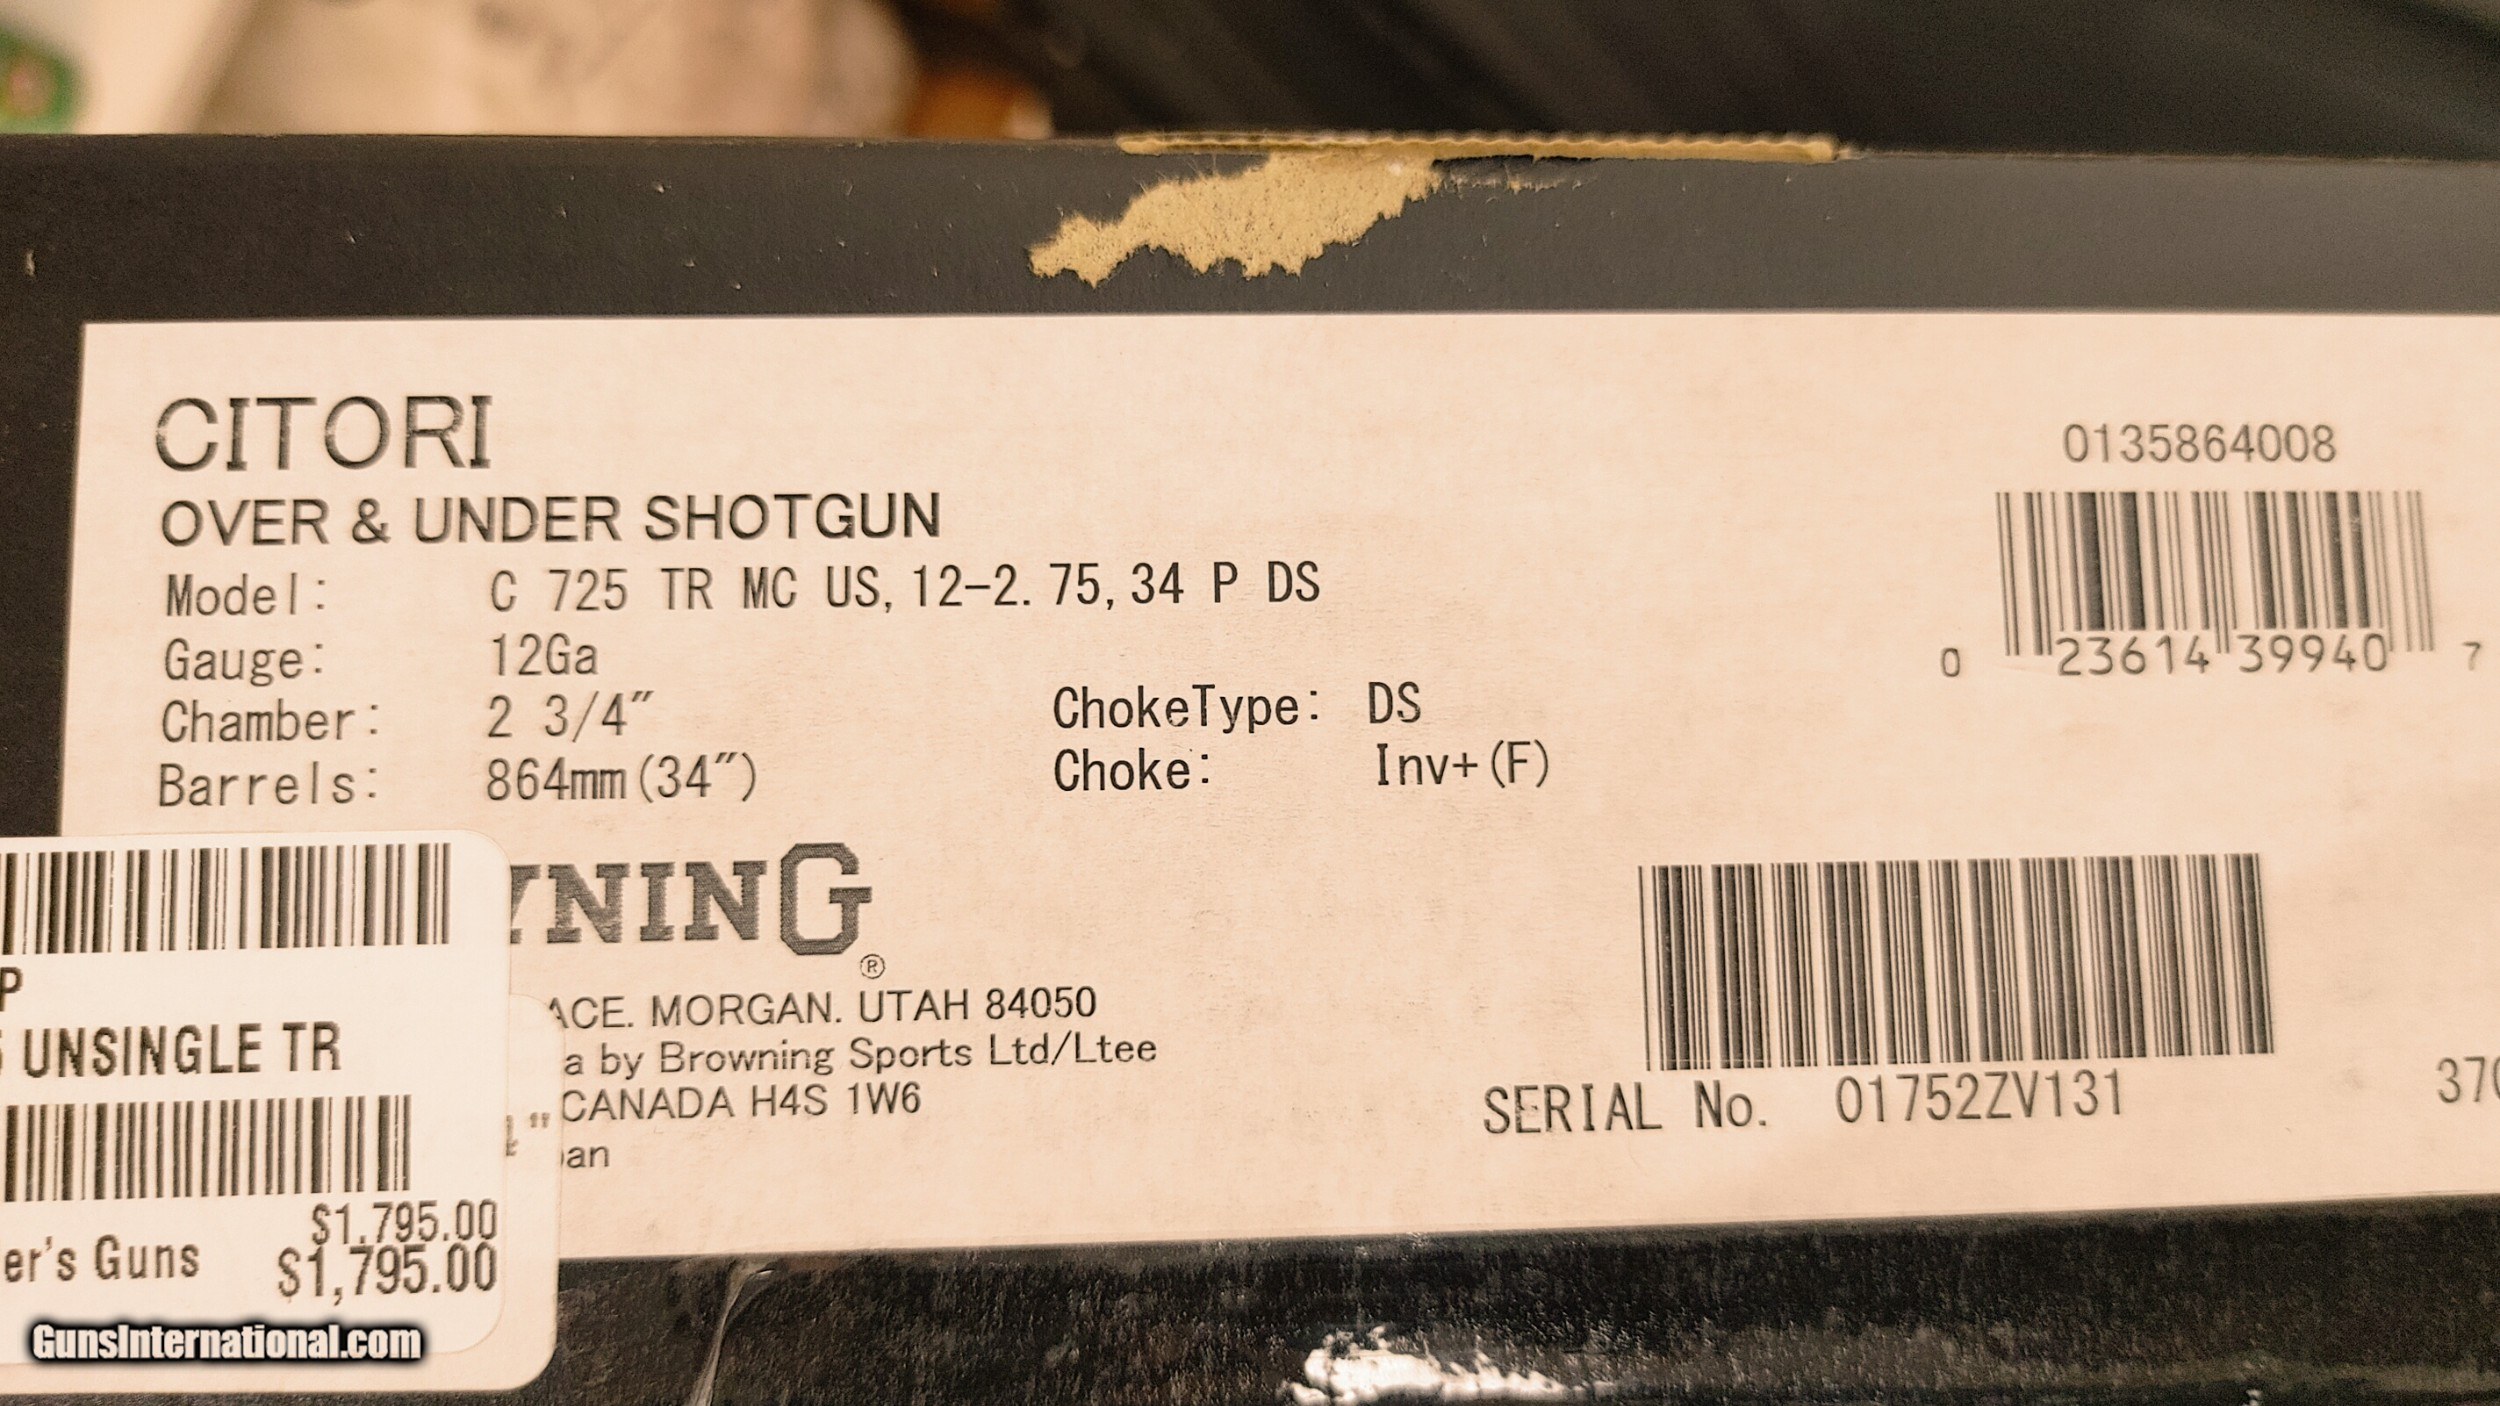 CITORI
OVER & UNDER SHOTGUN
Model: C 725 TR MC US, 12-2.75, 34 P DS
Gauge: 12Ga
Chamber: 2 3/4"
Barrels: 864mm(34")
ChokeType: DS
Choke: Inv+(F)
0135864008
0 23614 39940 7
NING®
ACE. MORGAN. UTAH 84050
a by Browning Sports Ltd/Ltee
CANADA H4S 1W6
an
SERIAL No. 01752ZV131
370
P
UNSINGLE TR
$1,795.00
er's Guns $1,795.00
GunsInternational.com